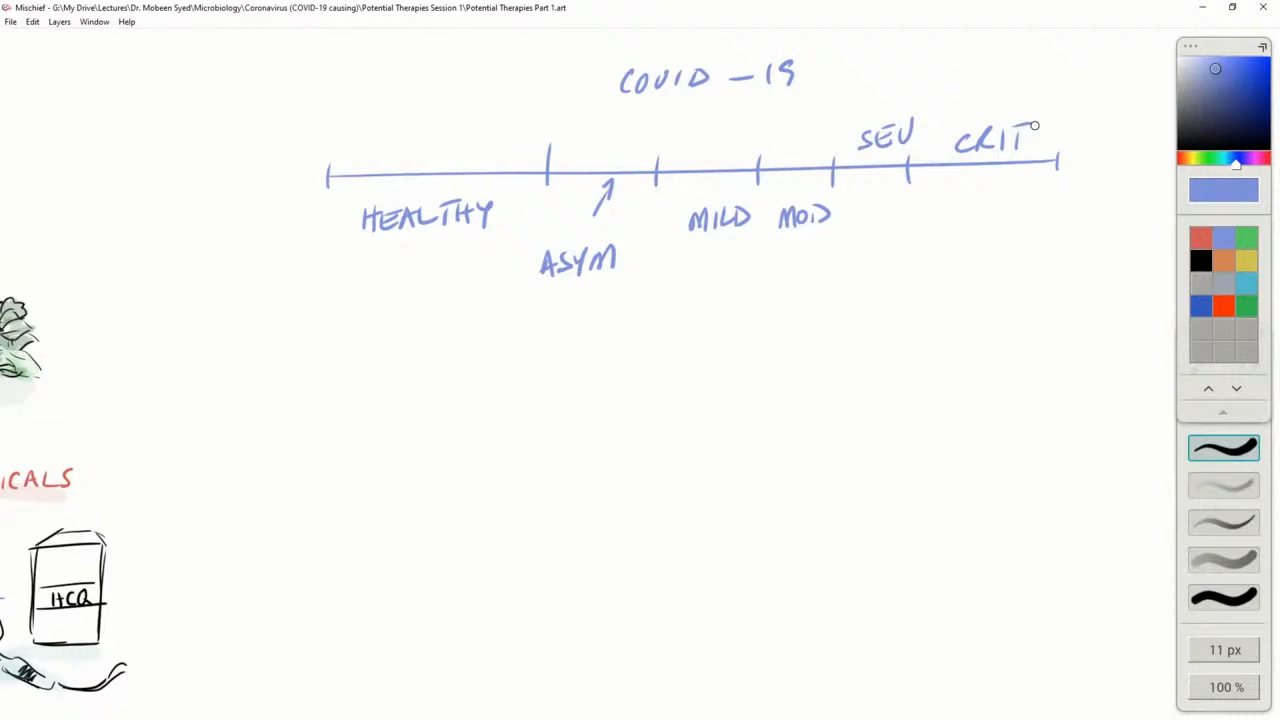 Mischief - G:\My Drive\Lectures\Dr. Mobeen Syed\Microbiology\Coronavirus (COVID-19 causing)\Potential Therapies Session 1\Potential Therapies Part 1.art
File Edit Layers Window Help
COVID-19
SEV CRIT
HEALTHY MILD MOD
ASYM
ICALS
HCQ
11 px
100 %